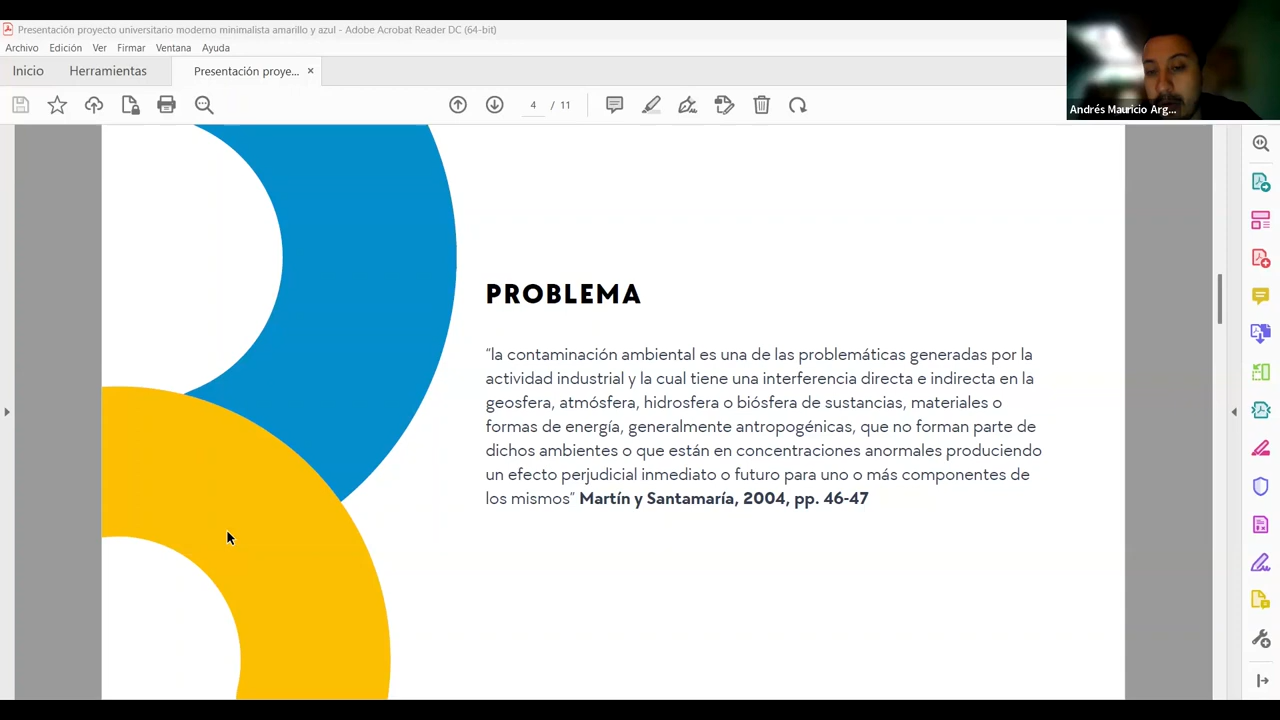 Presentación proyecto universitario moderno minimalista amarillo y azul - Adobe Acrobat Reader DC (64-bit)
Archivo Edición Ver Firmar Ventana Ayuda
Inicio Herramientas Presentación proye... ×
4 / 11
Andrés Mauricio Arg...
PROBLEMA
“la contaminación ambiental es una de las problemáticas generadas por la
actividad industrial y la cual tiene una interferencia directa e indirecta en la
geosfera, atmósfera, hidrosfera o biósfera de sustancias, materiales o
formas de energía, generalmente antropogénicas, que no forman parte de
dichos ambientes o que están en concentraciones anormales produciendo
un efecto perjudicial inmediato o futuro para uno o más componentes de
los mismos” Martín y Santamaría, 2004, pp. 46-47